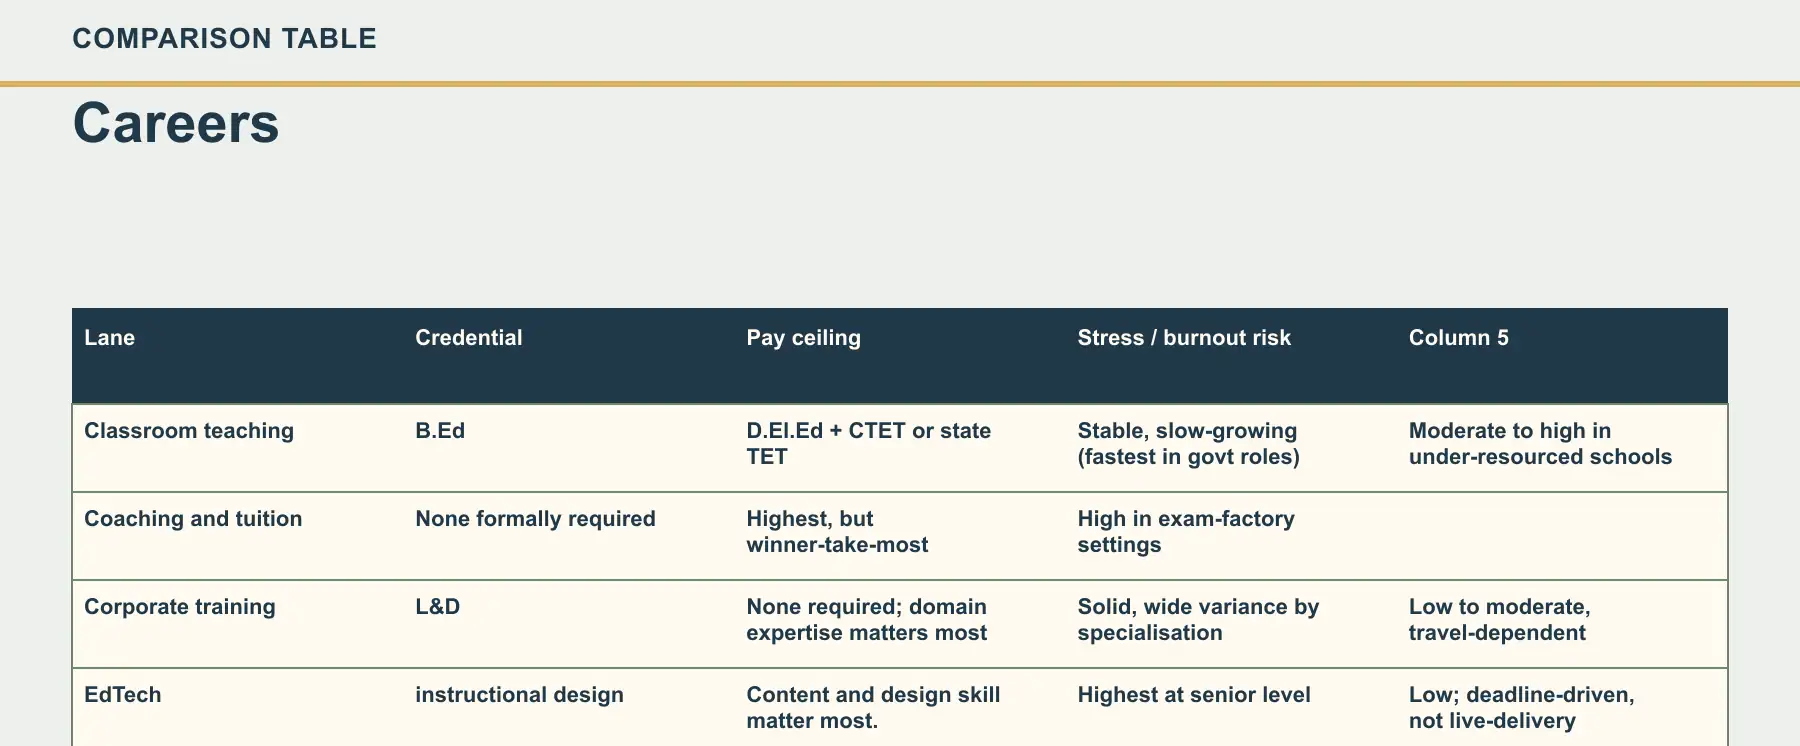 COMPARISON TABLE
Careers
Lane Credential Pay ceiling Stress / burnout risk Column 5
Classroom teaching B.Ed D.El.Ed + CTET or state Stable, slow-growing Moderate to high in
TET (fastest in govt roles) under-resourced schools
Coaching and tuition None formally required Highest, but High in exam-factory
winner-take-most settings
Corporate training L&D None required; domain Solid, wide variance by Low to moderate,
expertise matters most specialisation travel-dependent
EdTech instructional design Content and design skill Highest at senior level Low; deadline-driven,
matter most. not live-delivery